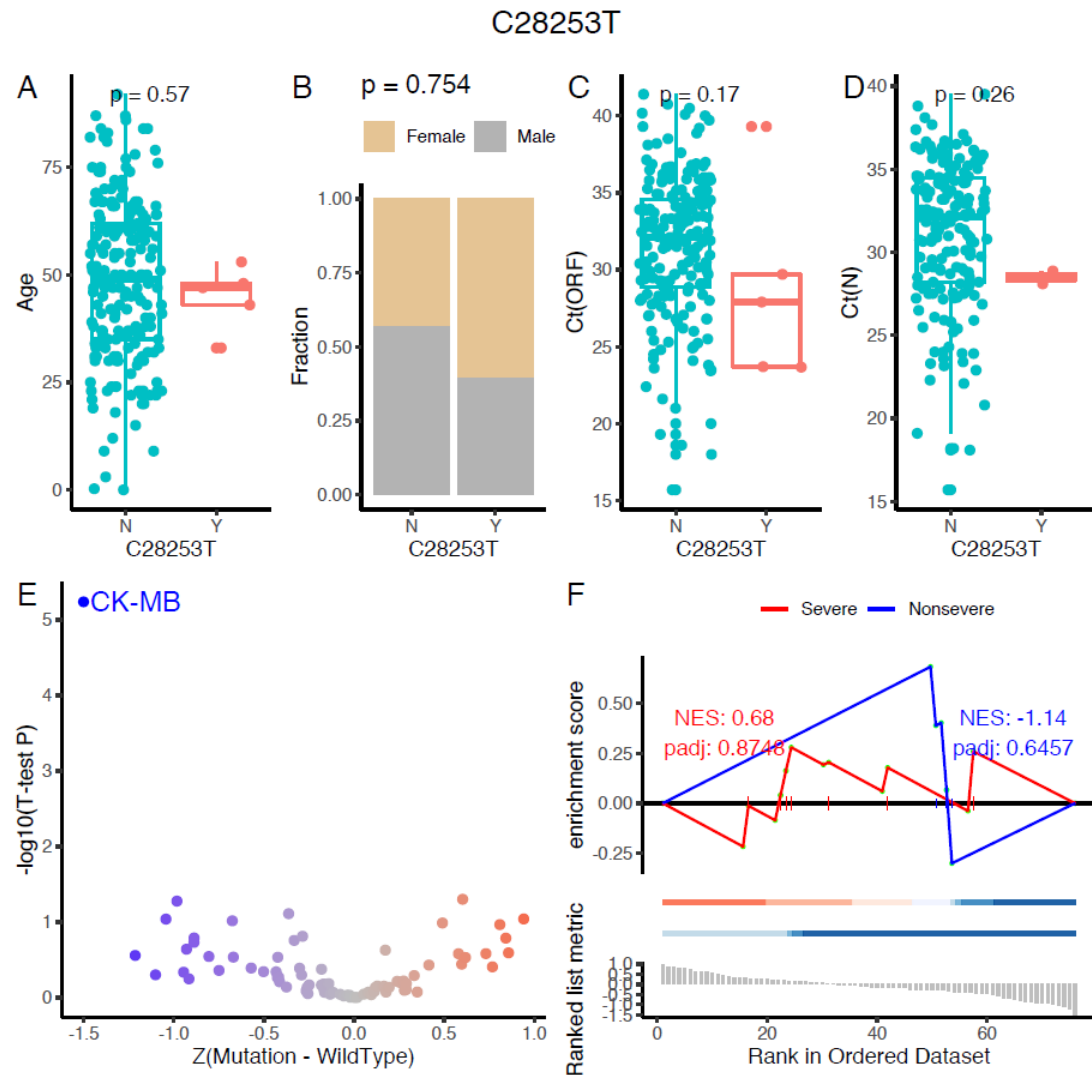 C28253T
A
p = 0.57
Age
75
50
25
0
N
Y
C28253T
B
p = 0.754
Female
Male
Fraction
1.00
0.75
0.50
0.25
0.00
N
Y
C28253T
C
p = 0.17
Ct(ORF)
40
35
30
25
20
15
N
Y
C28253T
D
p = 0.26
Ct(N)
40
35
30
25
20
15
N
Y
C28253T
E
CK-MB
-log10(T-test P)
5
4
3
2
1
0
-1.5
-1.0
-0.5
0.0
0.5
1.0
Z(Mutation - WildType)
F
Severe
Nonsevere
enrichment score
0.50
0.25
0.00
-0.25
NES: 0.68
padj: 0.8748
NES: -1.14
padj: 0.6457
Ranked list metric
1.0
0.5
0.0
-0.5
-1.0
-1.5
0
20
40
60
Rank in Ordered Dataset